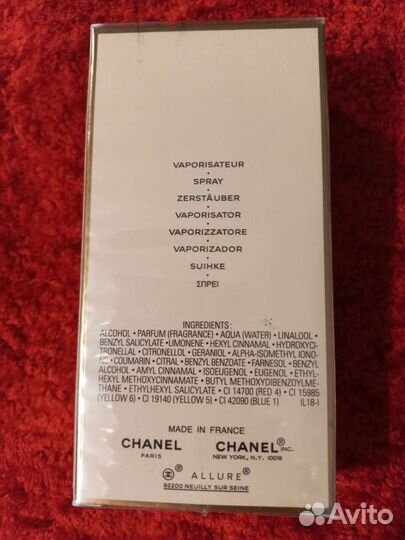 VAPORISATEUR
•
SPRAY
•
ZERSTÄUBER
•
VAPORISATOR
•
VAPORIZZATORE
•
VAPORIZADOR
•
SUIHKE
•
ΣΠΡΕΪ
INGREDIENTS:
ALCOHOL • PARFUM (FRAGRANCE) • AQUA (WATER) • LINALOOL •
BENZYL SALICYLATE • LIMONENE • HEXYL CINNAMAL • HYDROXYCI-
TRONELLAL • CITRONELLOL • GERANIOL • ALPHA-ISOMETHYL IONO-
NE • COUMARIN • CITRAL • BENZYL BENZOATE • FARNESOL • BENZYL
ALCOHOL • AMYL CINNAMAL • ISOEUGENOL • EUGENOL • ETHYL-
HEXYL METHOXYCINNAMATE • BUTYL METHOXYDIBENZOYLME-
THANE • ETHYLHEXYL SALICYLATE • CI 14700 (RED 4) • CI 15985
(YELLOW 6) • CI 19140 (YELLOW 5) • CI 42090 (BLUE 1) IL18-I
MADE IN FRANCE
CHANEL CHANEL® INC.
PARIS NEW YORK, N.Y. 10019
® ALLURE®
92200 NEUILLY SUR SEINE
Avito